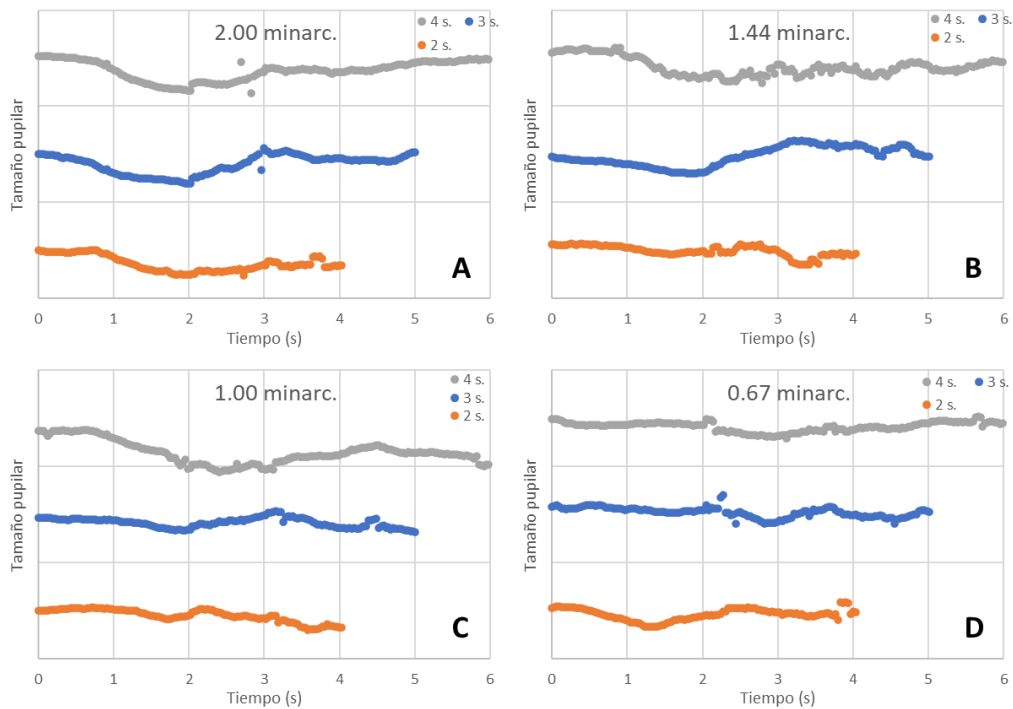 2.00 minarc.
4 s. 3 s.
2 s.
Tamaño pupilar
A
0 1 2 3 4 5 6
Tiempo (s)
1.44 minarc.
4 s. 3 s.
2 s.
Tamaño pupilar
B
0 1 2 3 4 5 6
Tiempo (s)
1.00 minarc.
4 s.
3 s.
2 s.
Tamaño pupilar
C
0 1 2 3 4 5 6
Tiempo (s)
0.67 minarc.
4 s. 3 s.
2 s.
Tamaño pupilar
D
0 1 2 3 4 5 6
Tiempo (s)